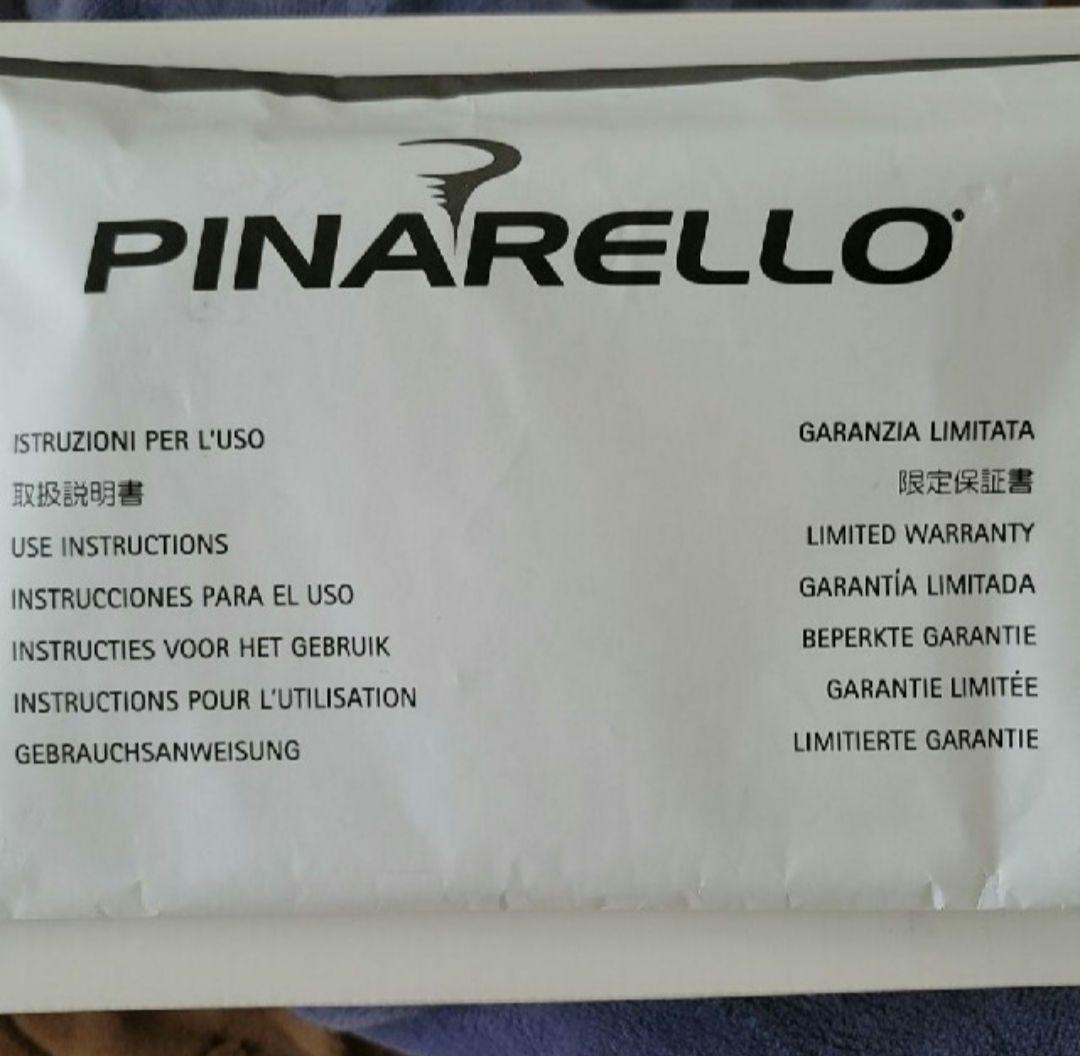 PINARELLO
ISTRUZIONI PER L'USO
取扱説明書
USE INSTRUCTIONS
INSTRUCCIONES PARA EL USO
INSTRUCTIES VOOR HET GEBRUIK
INSTRUCTIONS POUR L'UTILISATION
GEBRAUCHSANWEISUNG
GARANZIA LIMITATA
限定保証書
LIMITED WARRANTY
GARANTÍA LIMITADA
BEPERKTE GARANTIE
GARANTIE LIMITÉE
LIMITIERTE GARANTIE